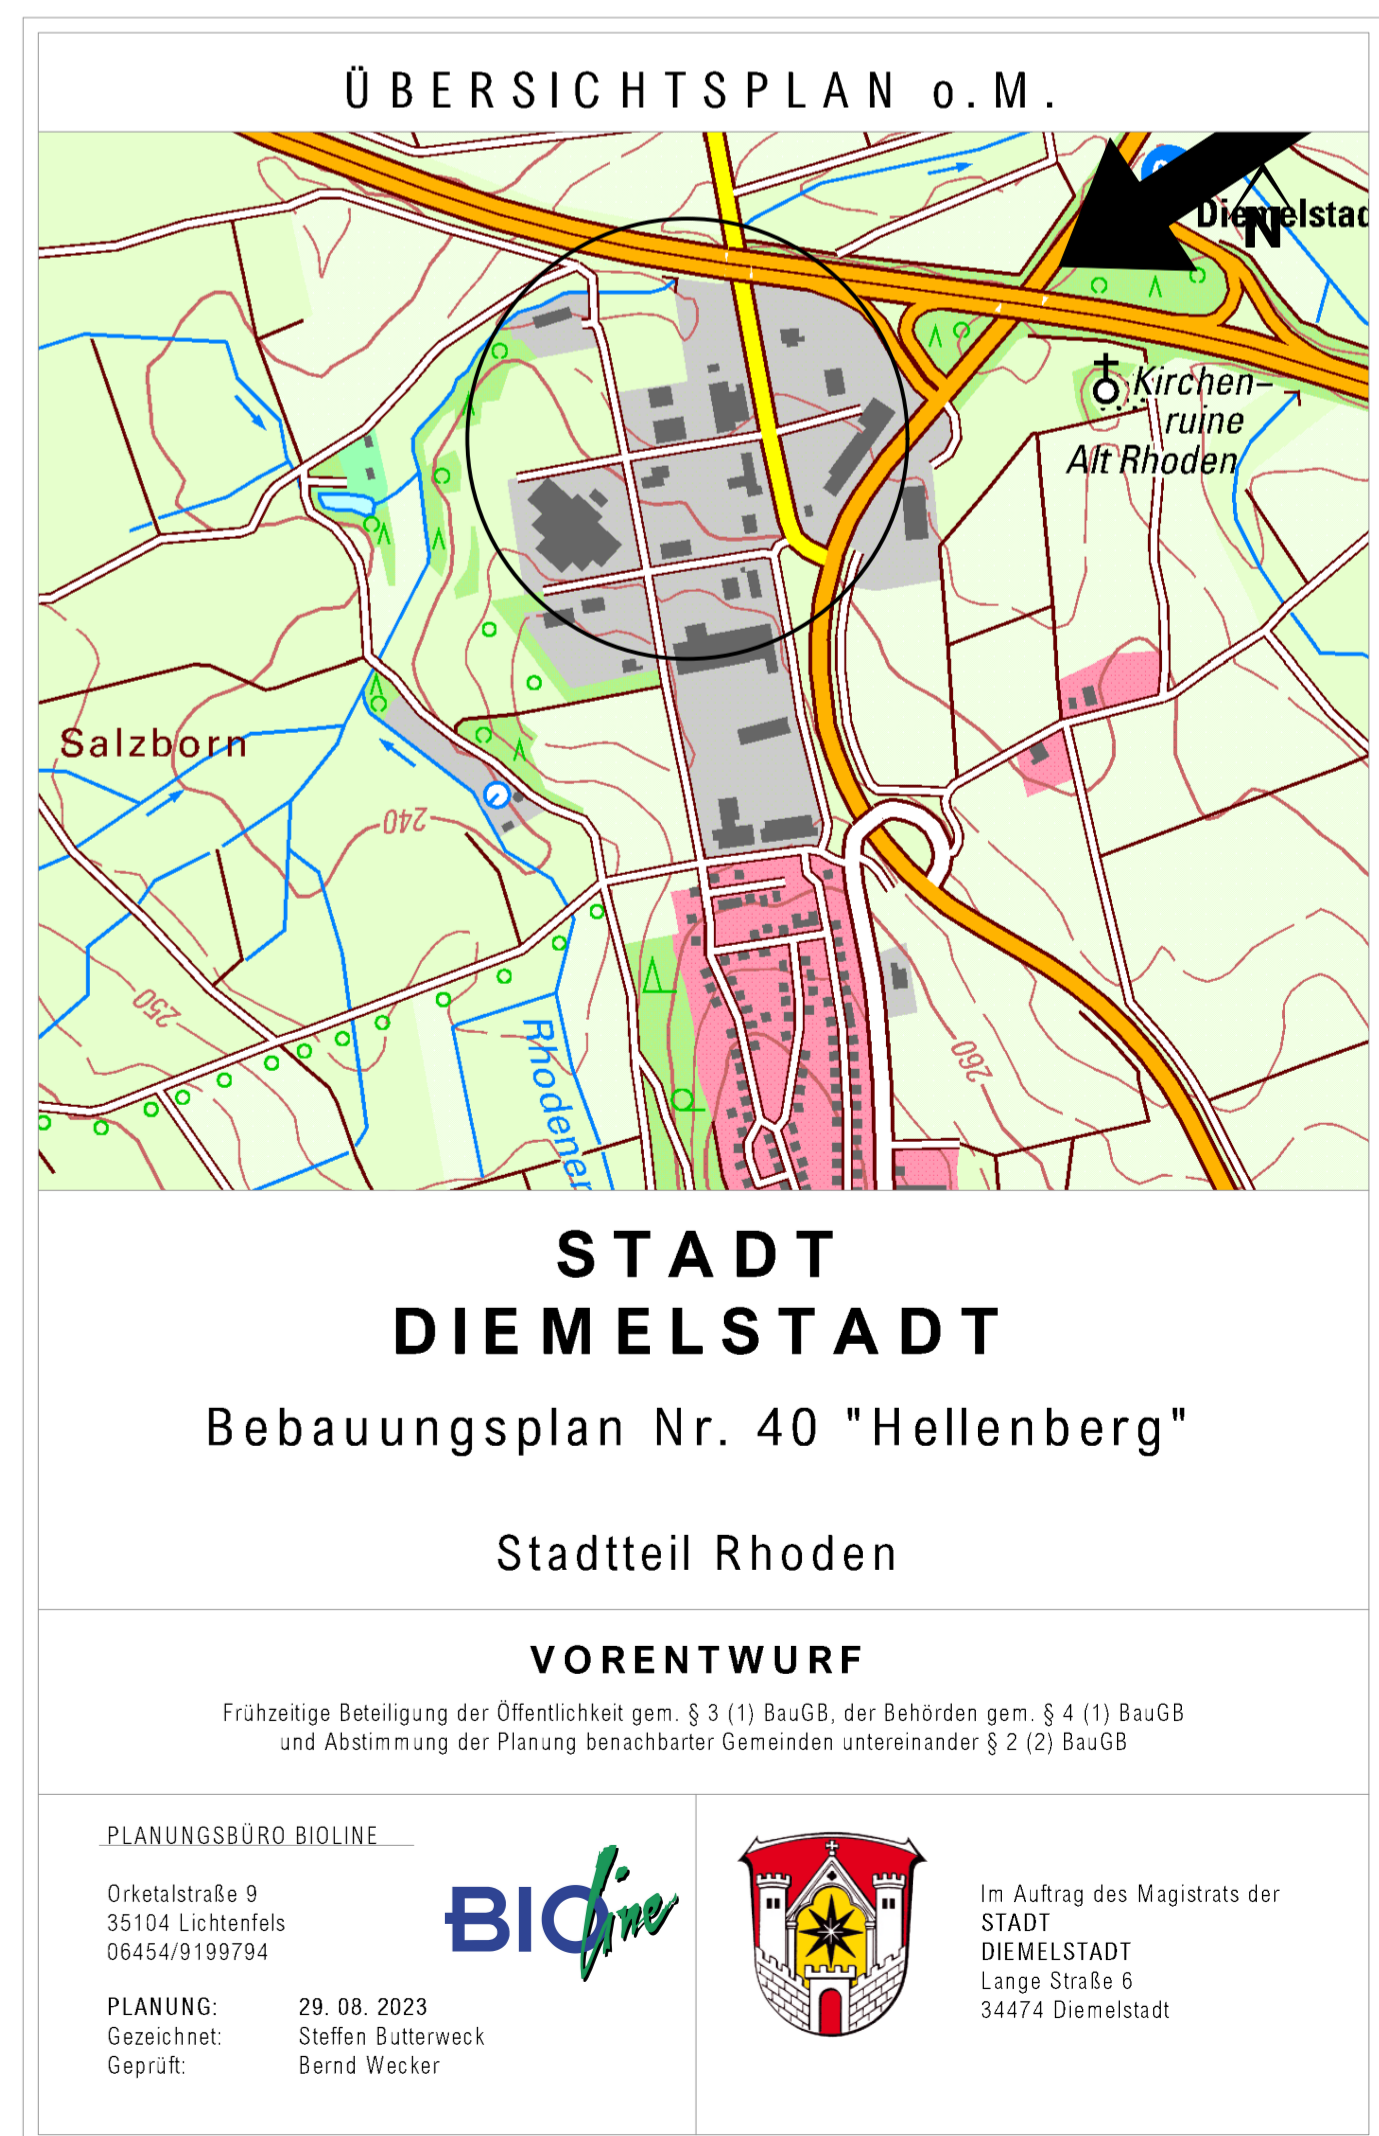 ÜBERSICHTSPLAN o.M.
N
Kirchen-
ruine
Alt Rhoden
Salzborn
240
250
260
Rhodener
STADT
DIEMELSTADT
Bebauungsplan Nr. 40 "Hellenberg"
Stadtteil Rhoden
VORENTWURF
Frühzeitige Beteiligung der Öffentlichkeit gem. § 3 (1) BauGB, der Behörden gem. § 4 (1) BauGB
und Abstimmung der Planung benachbarter Gemeinden untereinander § 2 (2) BauGB
PLANUNGSBÜRO BIOLINE
Orketalstraße 9
35104 Lichtenfels
06454/9199794
BIOline
PLANUNG: 29. 08. 2023
Gezeichnet: Steffen Butterweck
Geprüft: Bernd Wecker
Im Auftrag des Magistrats der
STADT
DIEMELSTADT
Lange Straße 6
34474 Diemelstadt